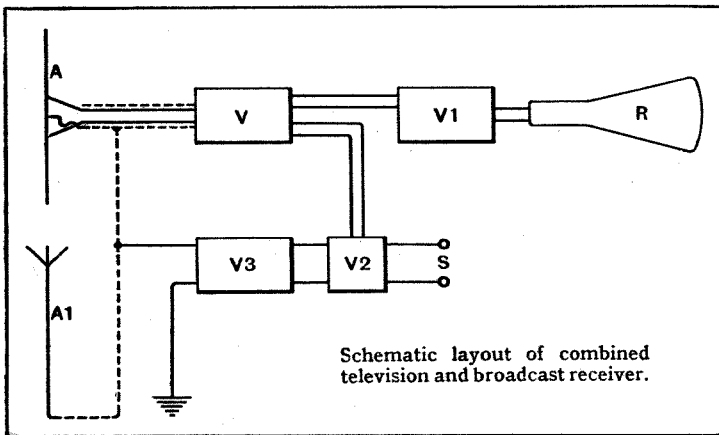 A
V
V1
R
V3
V2
S
A1
Schematic layout of combined
television and broadcast receiver.